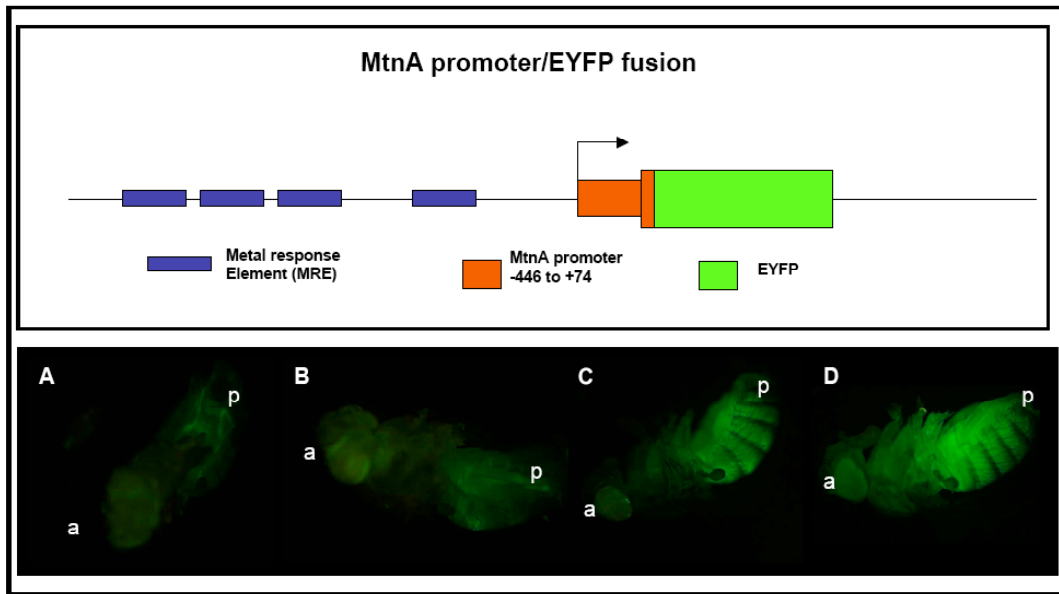 MtnA promoter/EYFP fusion
Metal response
Element (MRE)
MtnA promoter
-446 to +74
EYFP
A
a
p
B
a
p
C
a
p
D
a
p